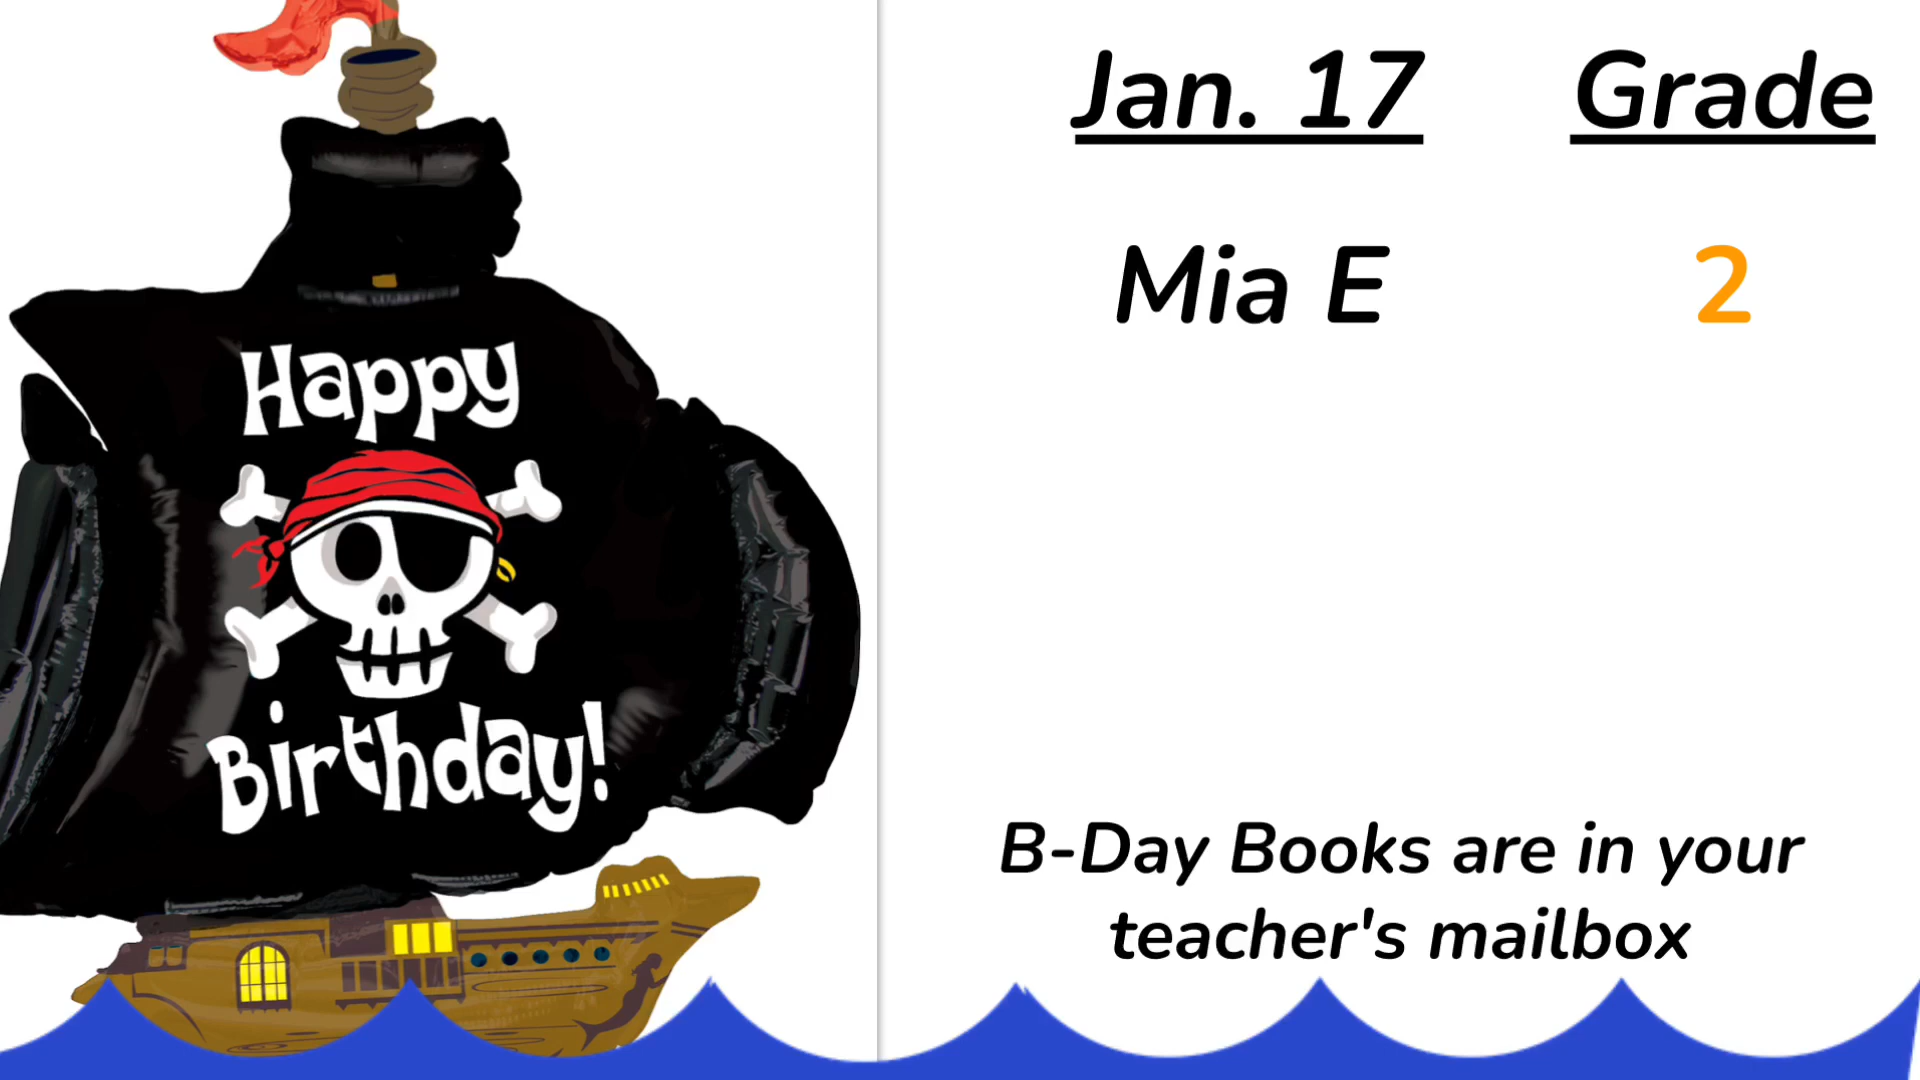 Happy
Birthday!
Jan. 17 Grade
Mia E 2
B-Day Books are in your
teacher's mailbox